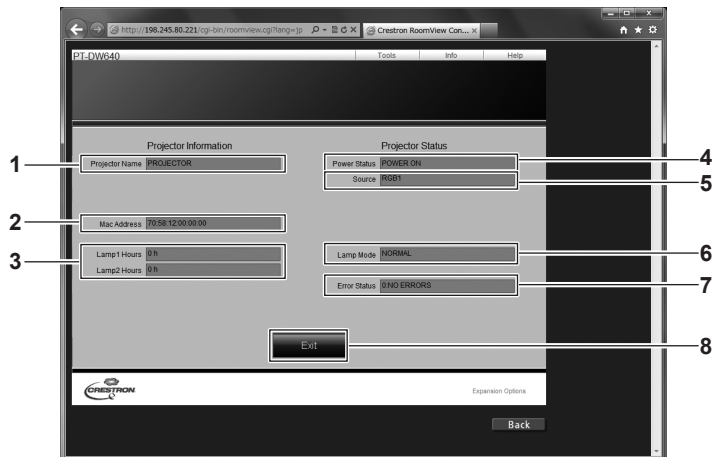 http://198.245.80.221/cgi-bin/roomview.cgi?lang=jp
Crestron RoomView Con...
PT-DW640
Tools Info Help
Projector Information
Projector Status
1
Projector Name PROJECTOR
Power Status POWER ON
4
Source RGB1
5
2
Mac Address 70:58:12:00:00:00
3
Lamp1 Hours 0 h
Lamp Mode NORMAL
6
Lamp2 Hours 0 h
Error Status 0:NO ERRORS
7
Exit
8
CRESTRON
Expansion Options
Back